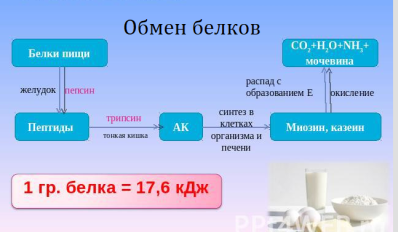 Обмен белков
Белки пищи
CO₂+H₂O+NH₃+
мочевина
желудок
пепсин
распад с
образованием E
окисление
Пептиды
трипсин
тонкая кишка
АК
синтез в
клетках
организма и
печени
Миозин, казеин
1 гр. белка = 17,6 кДж